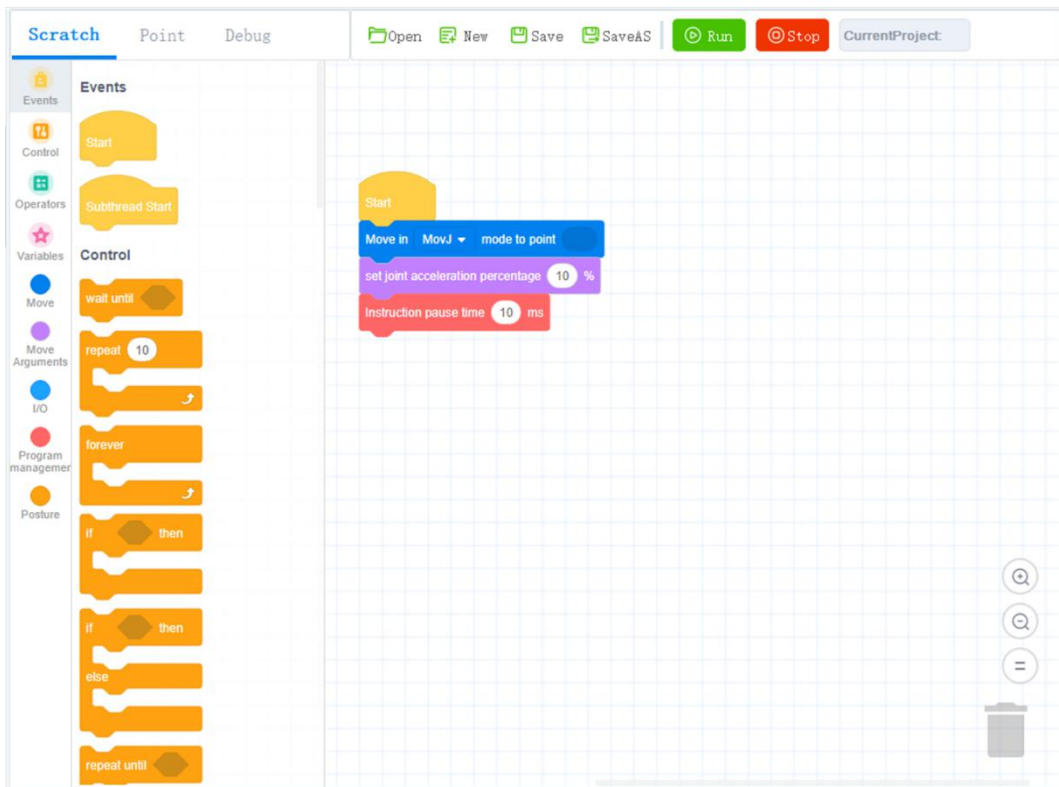 Scratch Point Debug Open New Save SaveAS Run Stop CurrentProject:
Events
Control
Operators
Variables
Move
Move
Arguments
I/O
Program
managemer
Posture
Events
Start
Subthread Start
Control
wait until
repeat 10
forever
if then
if then
else
repeat until
Start
Move in MovJ mode to point
set joint acceleration percentage 10 %
Instruction pause time 10 ms